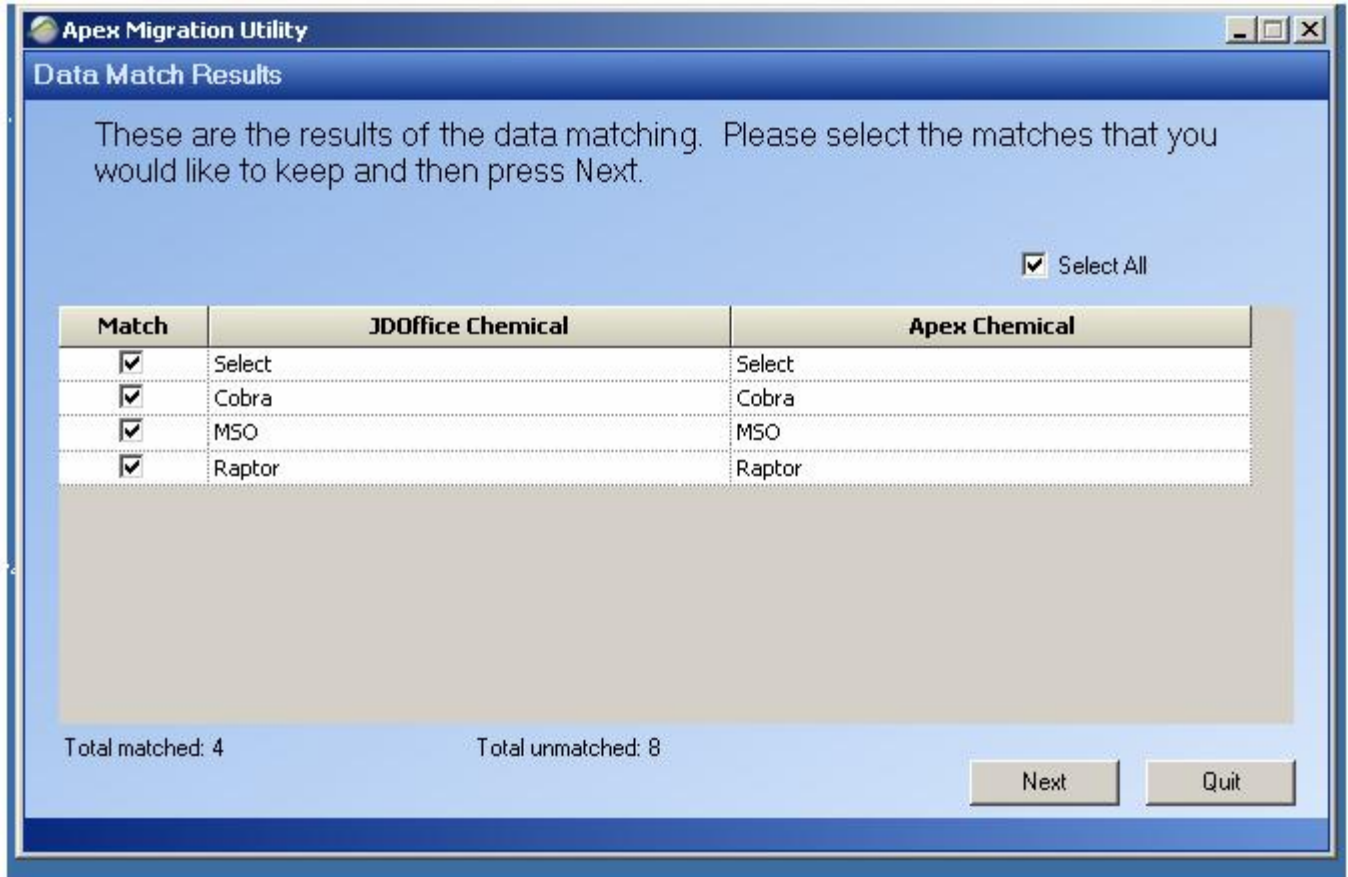 Apex Migration Utility
Data Match Results
These are the results of the data matching. Please select the matches that you
would like to keep and then press Next.
Select All
Match JDOffice Chemical Apex Chemical
Select Select
Cobra Cobra
MSO MSO
Raptor Raptor
Total matched: 4 Total unmatched: 8
Next Quit